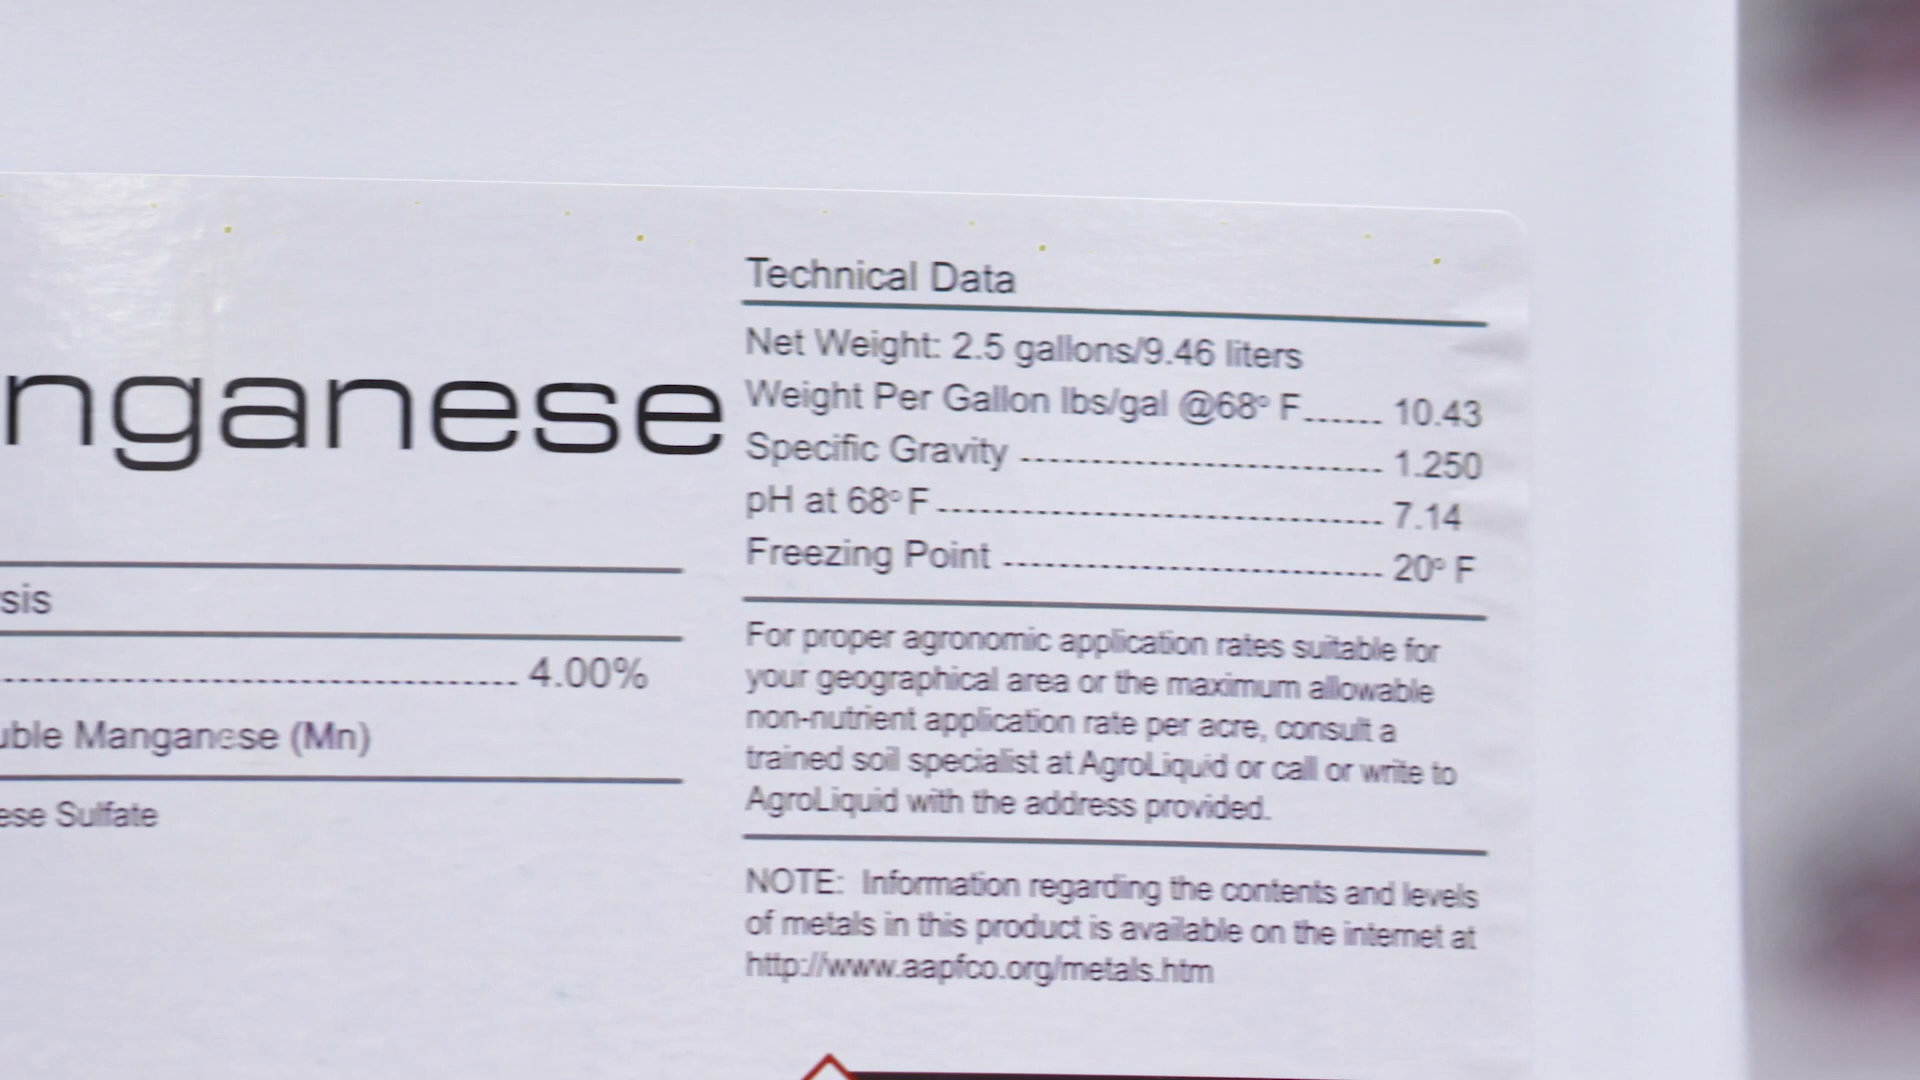 nganese
sis
4.00%
uble Manganese (Mn)
ese Sulfate
Technical Data
Net Weight: 2.5 gallons/9.46 liters
Weight Per Gallon lbs/gal @68° F...... 10.43
Specific Gravity ................................ 1.250
pH at 68° F........................................ 7.14
Freezing Point .................................. 20° F
For proper agronomic application rates suitable for
your geographical area or the maximum allowable
non-nutrient application rate per acre, consult a
trained soil specialist at AgroLiquid or call or write to
AgroLiquid with the address provided.
NOTE: Information regarding the contents and levels
of metals in this product is available on the internet at
http://www.aapfco.org/metals.htm